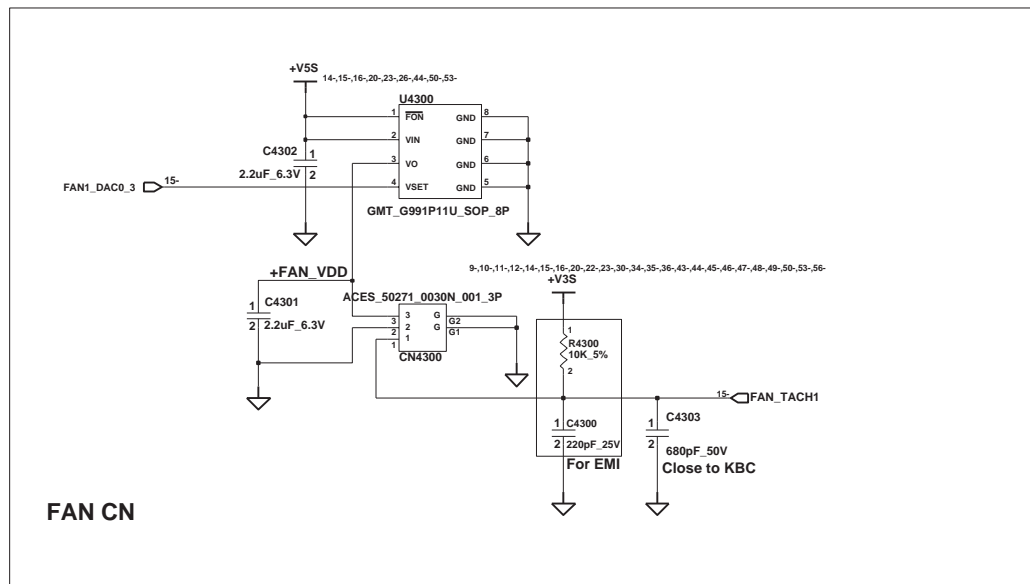 +V5S
14-,15-,16-,20-,23-,26-,44-,50-,53-
U4300
1 FON GND 8
2 VIN GND 7
3 VO GND 6
4 VSET GND 5
GMT_G991P11U_SOP_8P
C4302
1
2.2uF_6.3V 2
FAN1_DAC0_3 15-
+FAN_VDD
1 C4301
2 2.2uF_6.3V
ACES_50271_0030N_001_3P
3 3 G G2
2 2 G G1
1 1
CN4300
9-,10-,11-,12-,14-,15-,16-,20-,22-,23-,30-,34-,35-,36-,43-,44-,45-,46-,47-,48-,49-,50-,53-,56-
+V3S
1
R4300
10K_5%
2
15- FAN_TACH1
1 C4300
2 220pF_25V
For EMI
1 C4303
2 680pF_50V
Close to KBC
FAN CN